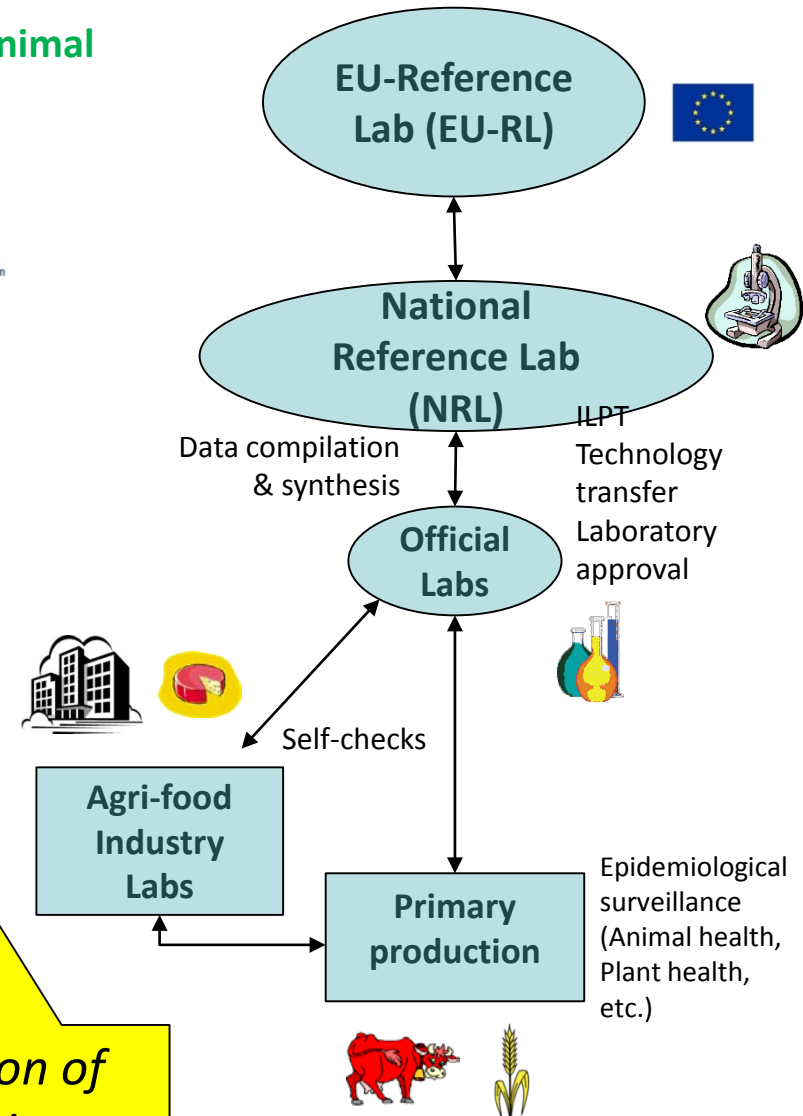 nimal
EU-Reference
Lab (EU-RL)
n
National
Reference Lab
(NRL)
Data compilation
& synthesis
ILPT
Technology
transfer
Laboratory
approval
Official
Labs
Self-checks
Agri-food
Industry
Labs
Primary
production
Epidemiological
surveillance
(Animal health,
Plant health,
etc.)
on of